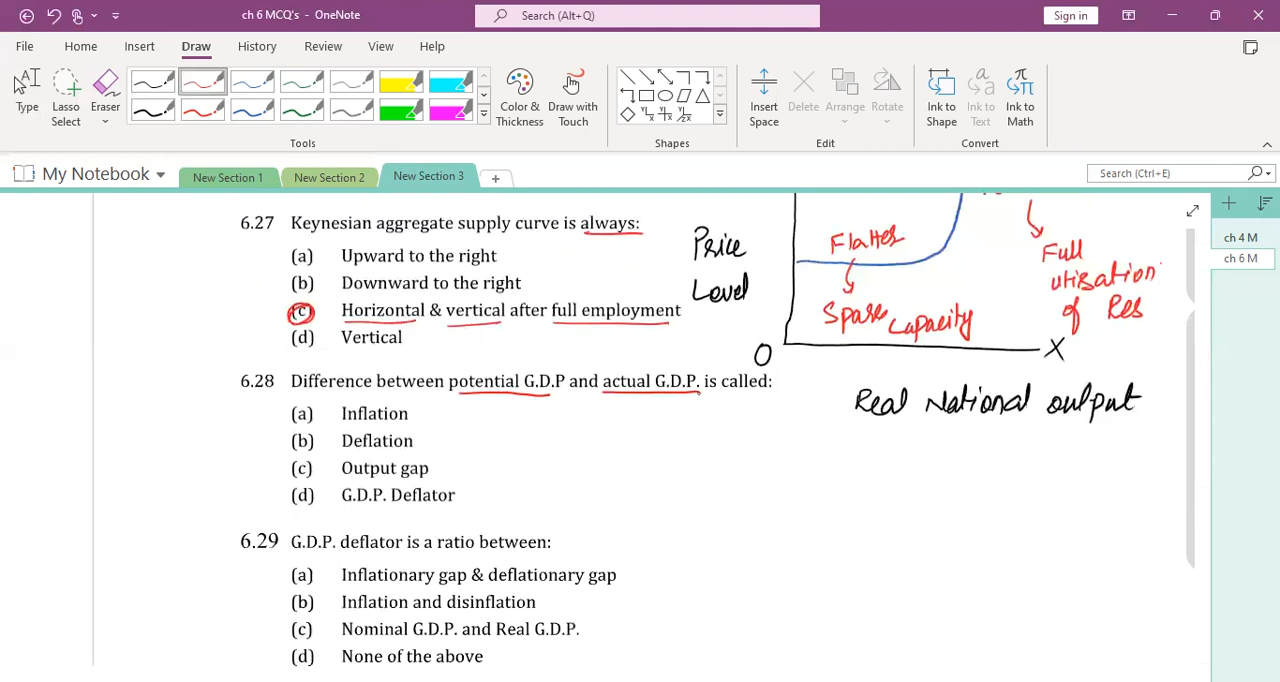 ch 6 MCQ's - OneNote
Search (Alt+Q)
Sign in
File Home Insert Draw History Review View Help
Type
Lasso Select
Eraser
Color & Thickness
Draw with Touch
Insert Space
Delete
Arrange
Rotate
Ink to Shape
Ink to Text
Ink to Math
Tools
Shapes
Edit
Convert
My Notebook
New Section 1
New Section 2
New Section 3
Search (Ctrl+E)
ch 4 M
ch 6 M
6.27 Keynesian aggregate supply curve is always:
(a) Upward to the right
(b) Downward to the right
(c) Horizontal & vertical after full employment
(d) Vertical
6.28 Difference between potential G.D.P and actual G.D.P. is called:
(a) Inflation
(b) Deflation
(c) Output gap
(d) G.D.P. Deflator
6.29 G.D.P. deflator is a ratio between:
(a) Inflationary gap & deflationary gap
(b) Inflation and disinflation
(c) Nominal G.D.P. and Real G.D.P.
(d) None of the above
Price
Level
Flatter
Spare capacity
Full
utisation
of Res
O
X
Real National output